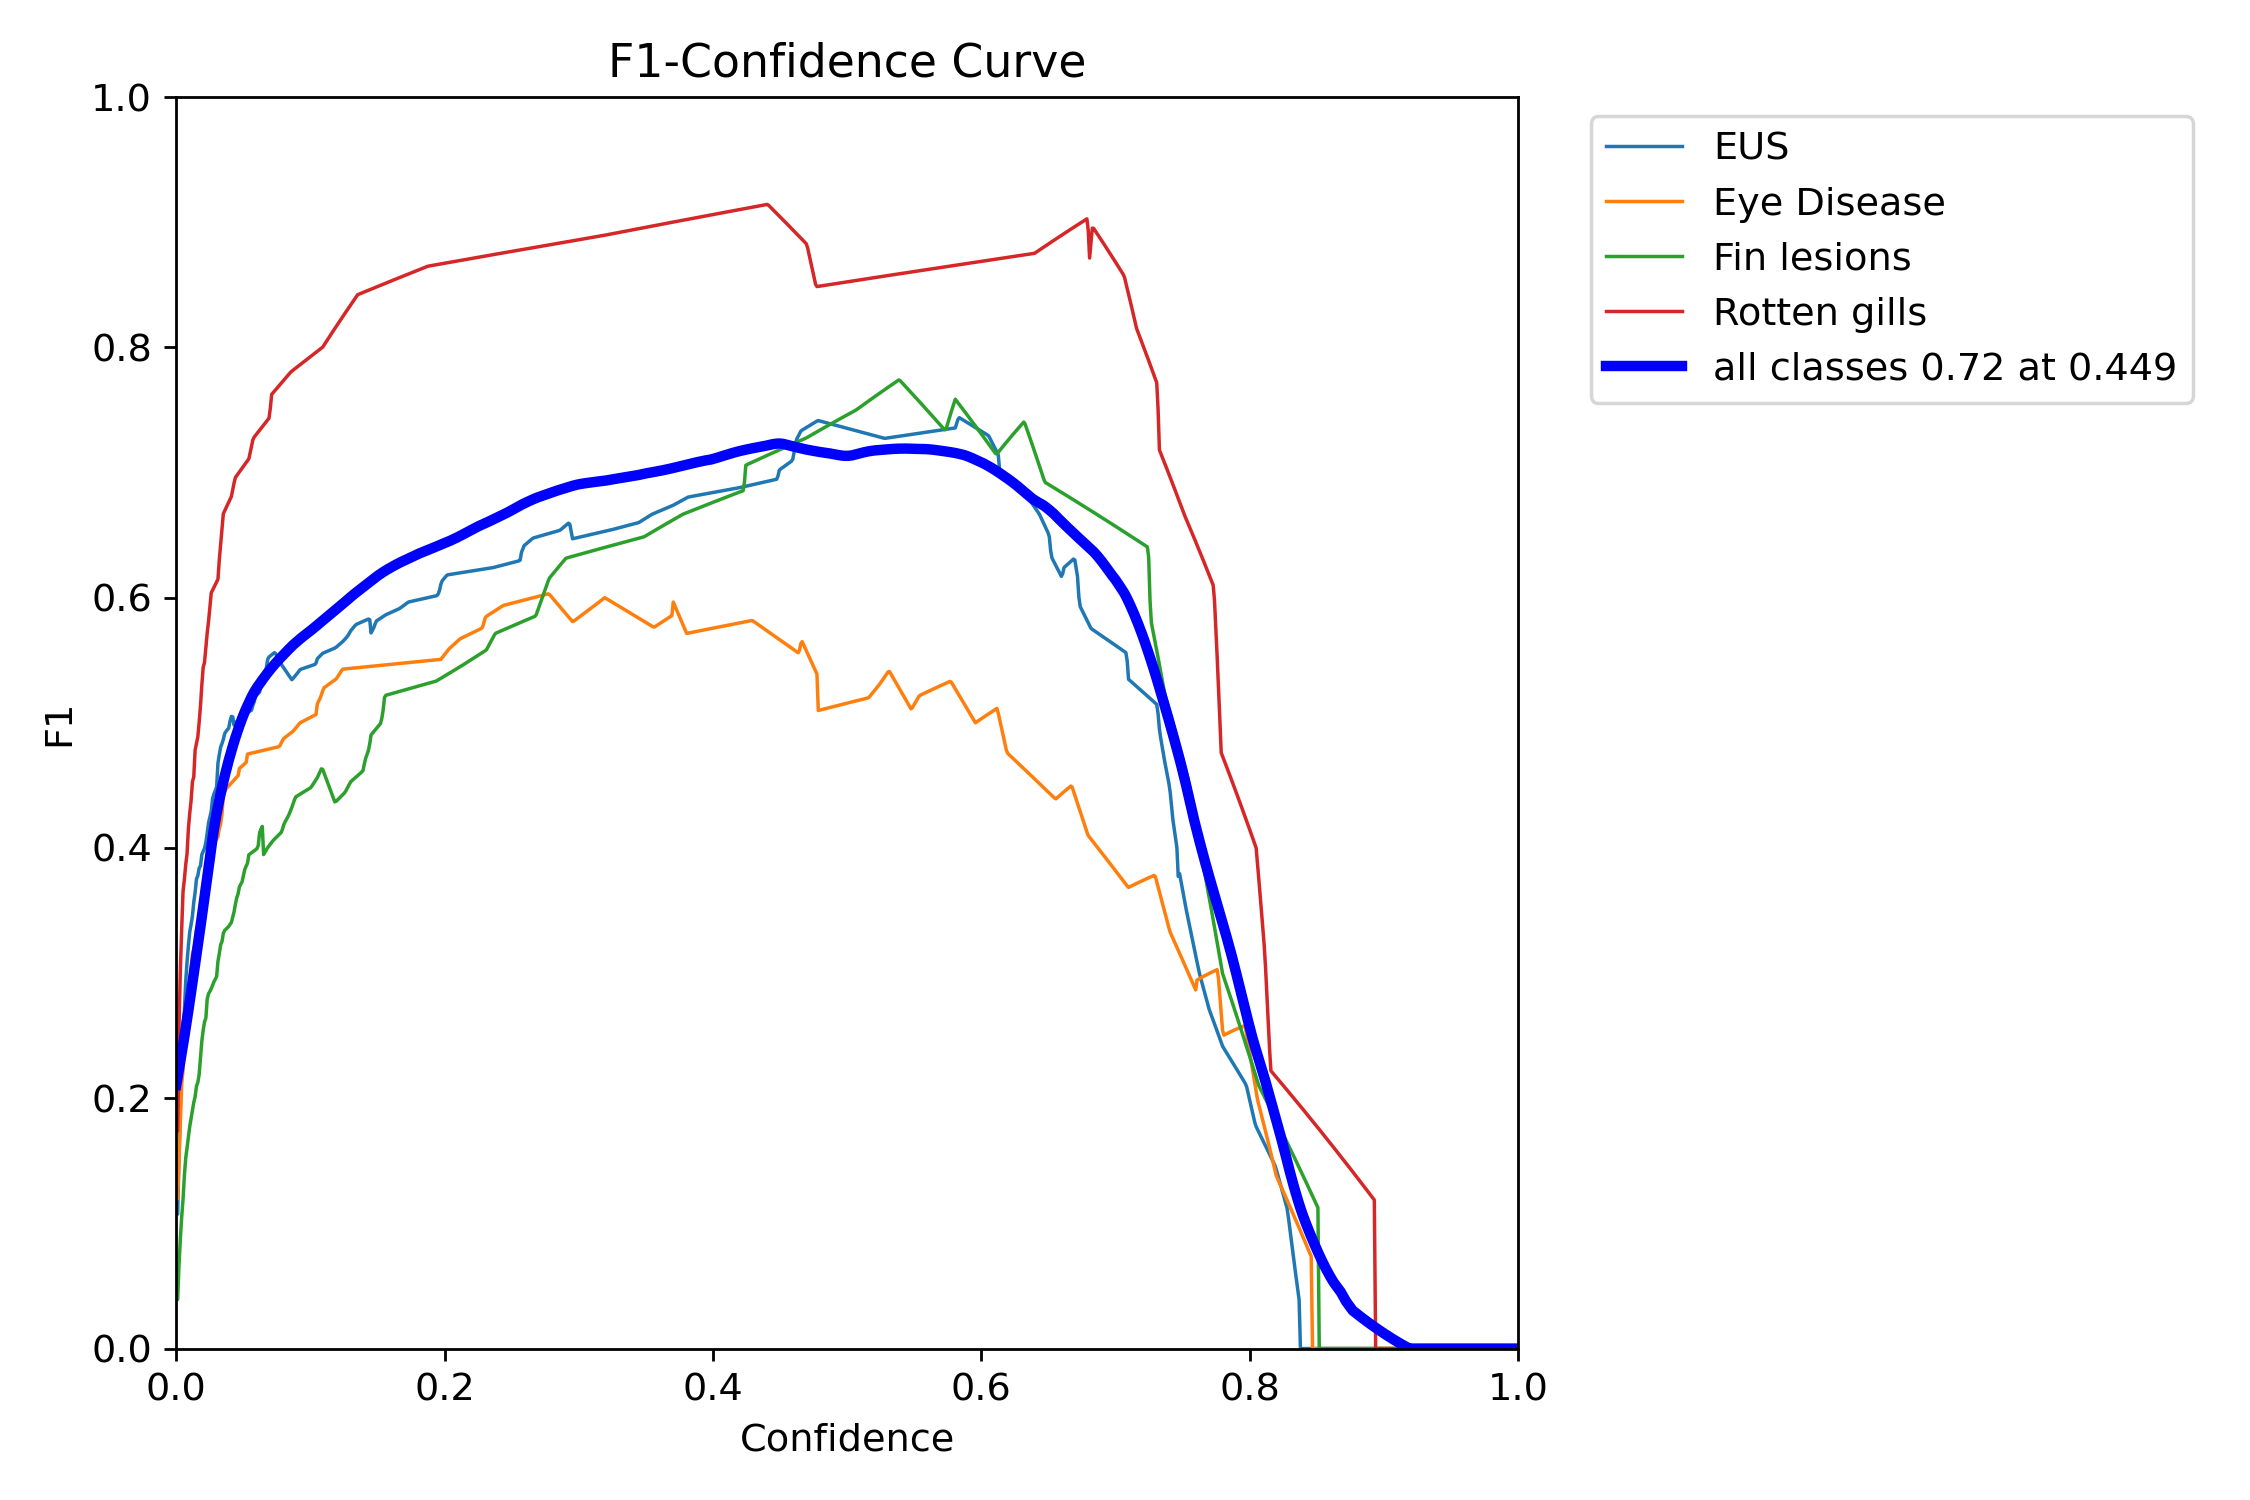 F1-Confidence Curve
1.0
0.8
0.6
0.4
0.2
0.0
F1
0.0 0.2 0.4 0.6 0.8 1.0
Confidence
EUS
Eye Disease
Fin lesions
Rotten gills
all classes 0.72 at 0.449